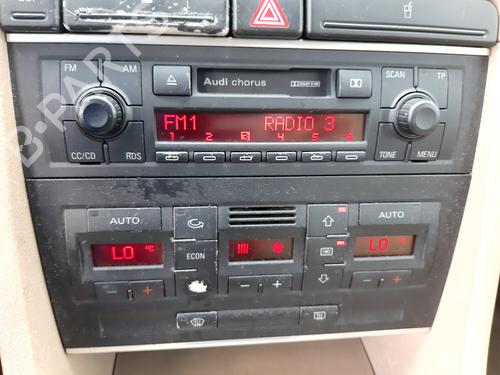 FM AM
Audi chorus
SCAN TP
FM1 RADIO 3
1 2 3 4 5 6
CC/CD RDS
TONE MENU
AUTO
AUTO
LO °C
ECON
LO °C
- +
- +
- +
B-PARTS